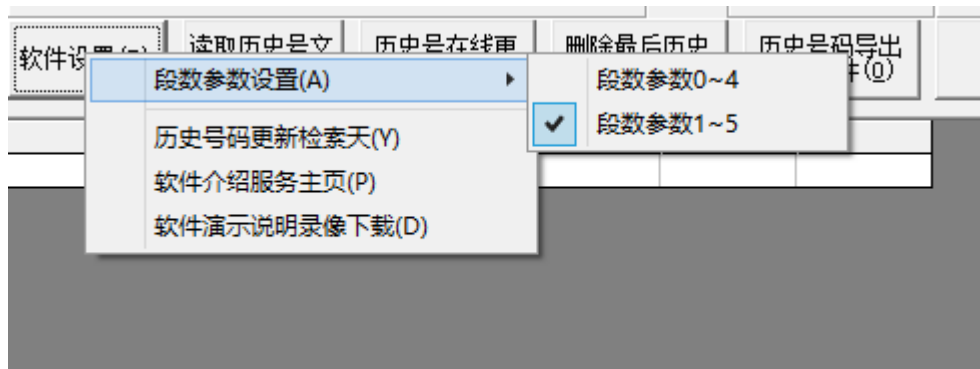 软件设
读取历史号文
历史号在线更
删除最后历史
历史号码导出
(O)
段数参数设置(A)
段数参数0~4
段数参数1~5
历史号码更新检索天(Y)
软件介绍服务主页(P)
软件演示说明录像下载(D)